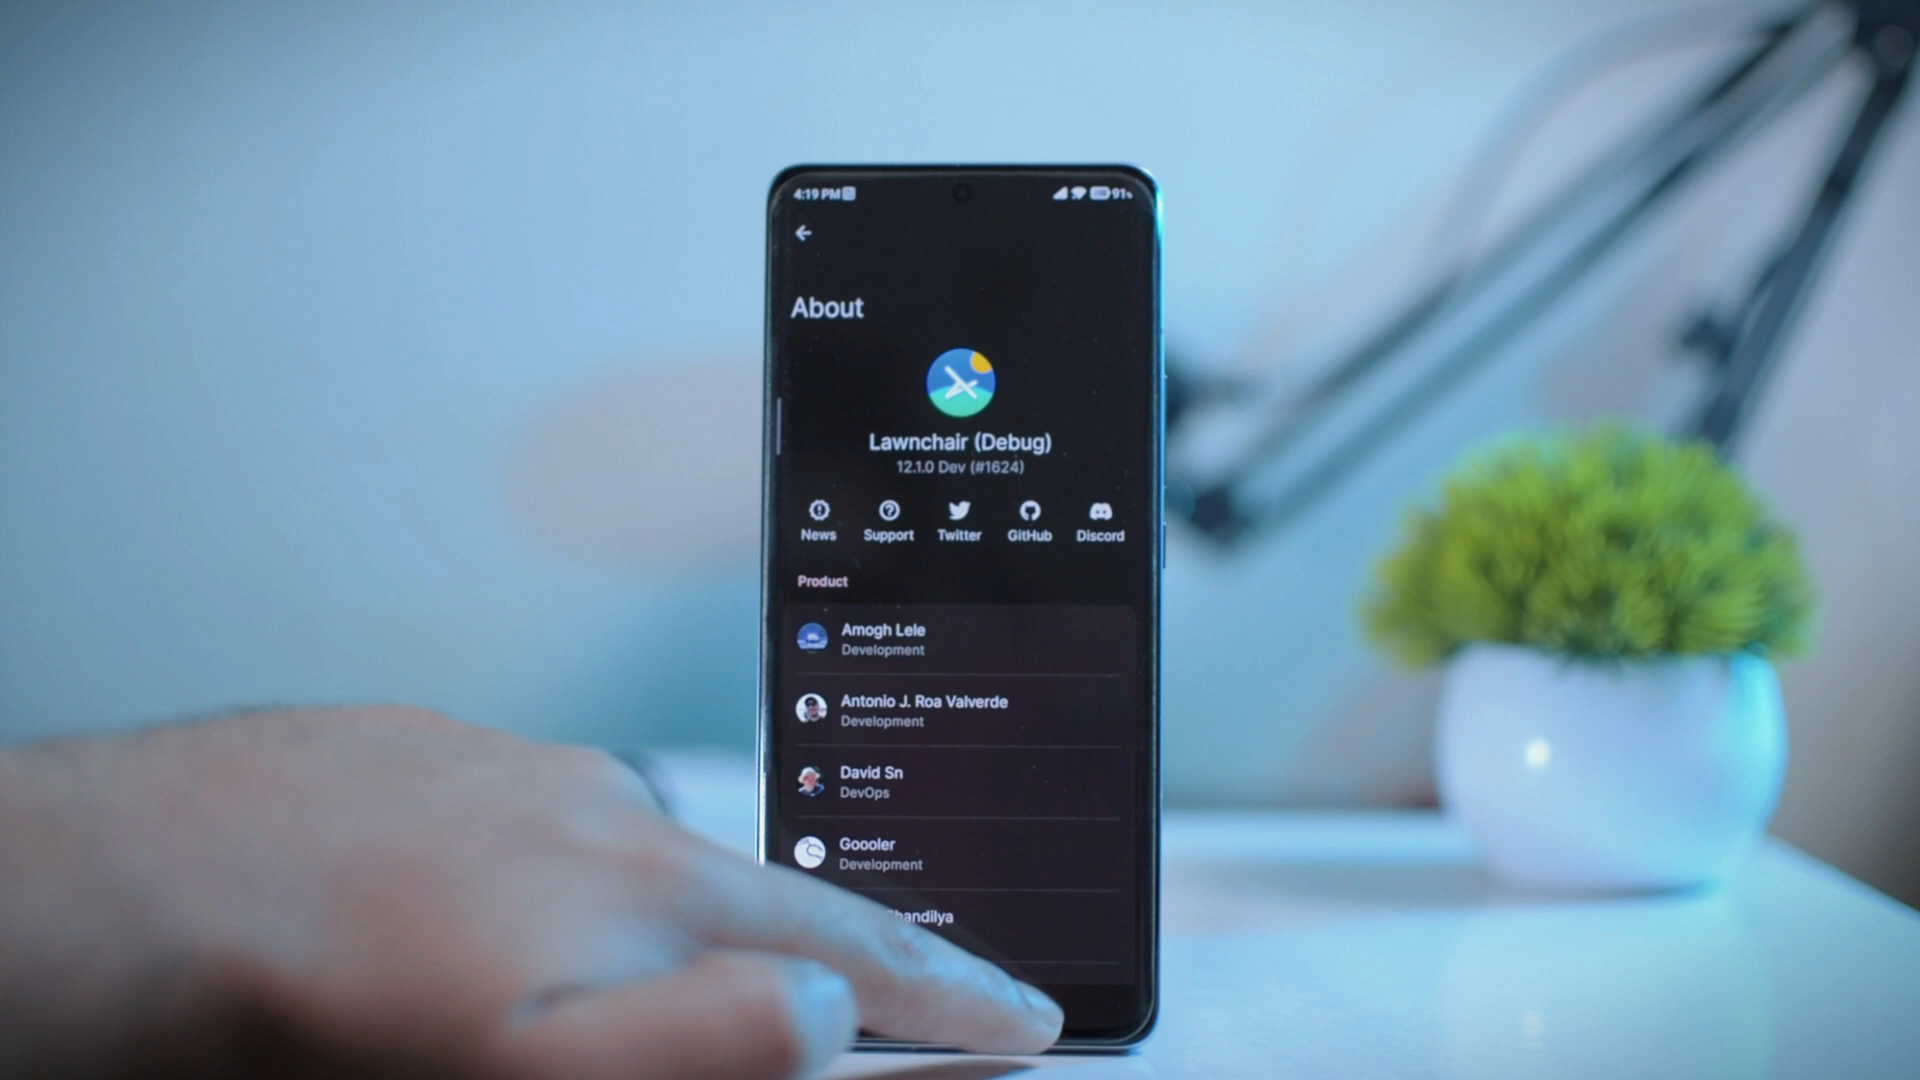 4:19 PM 91%
About
Lawnchair (Debug)
12.1.0 Dev (#1624)
News Support Twitter GitHub Discord
Product
Amogh Lele
Development
Antonio J. Roa Valverde
Development
David Sn
DevOps
Goooler
Development